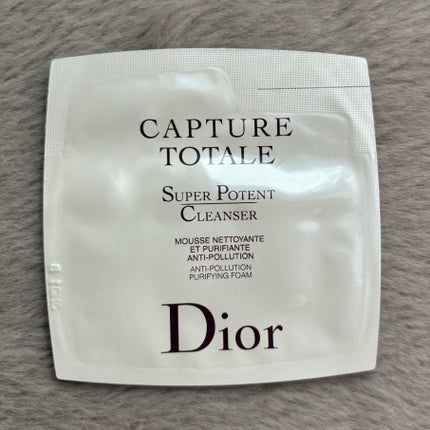 CAPTURE
TOTALE
SUPER POTENT
CLEANSER
MOUSSE NETTOYANTE
ET PURIFIANTE
ANTI-POLLUTION
ANTI-POLLUTION
PURIFYING FOAM
Dior